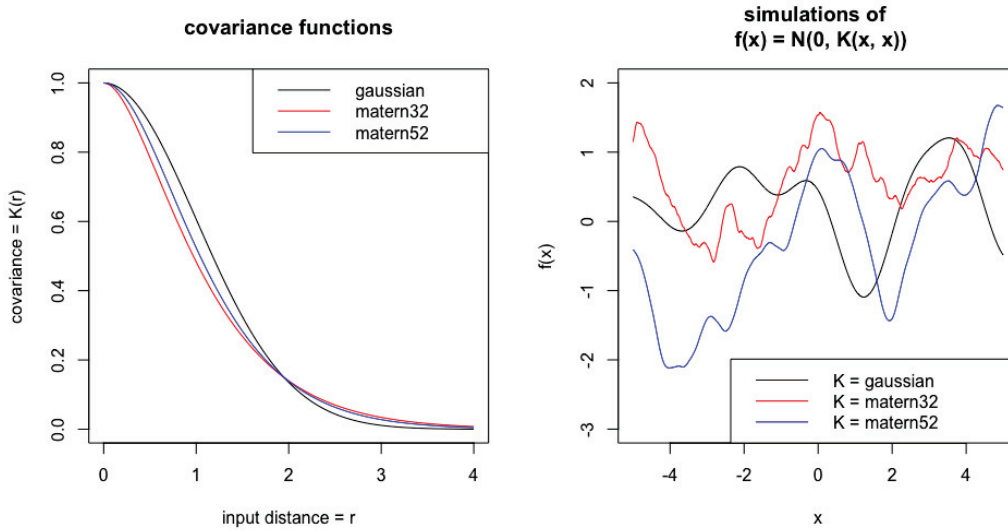 covariance functions
gaussian
matern32
matern52
covariance = K(r)
1.0
0.8
0.6
0.4
0.2
0.0
0 1 2 3 4
input distance = r
simulations of
f(x) = N(0, K(x, x))
f(x)
2
1
0
-1
-2
-3
K = gaussian
K = matern32
K = matern52
-4 -2 0 2 4
x